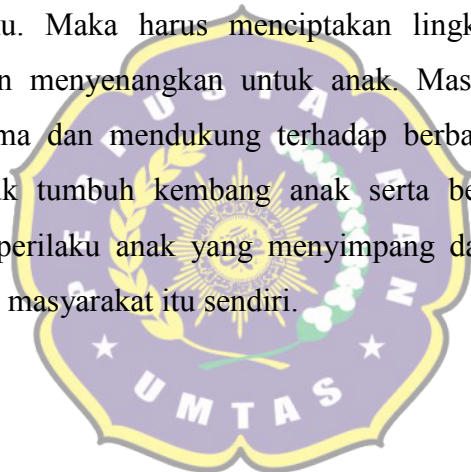 u. Maka harus menciptakan lingk
n menyenangkan untuk anak. Mas
ma dan mendukung terhadap berba
k tumbuh kembang anak serta be
perilaku anak yang menyimpang da
masyarakat itu sendiri.
PERPUSTAKAAN
UMTAS